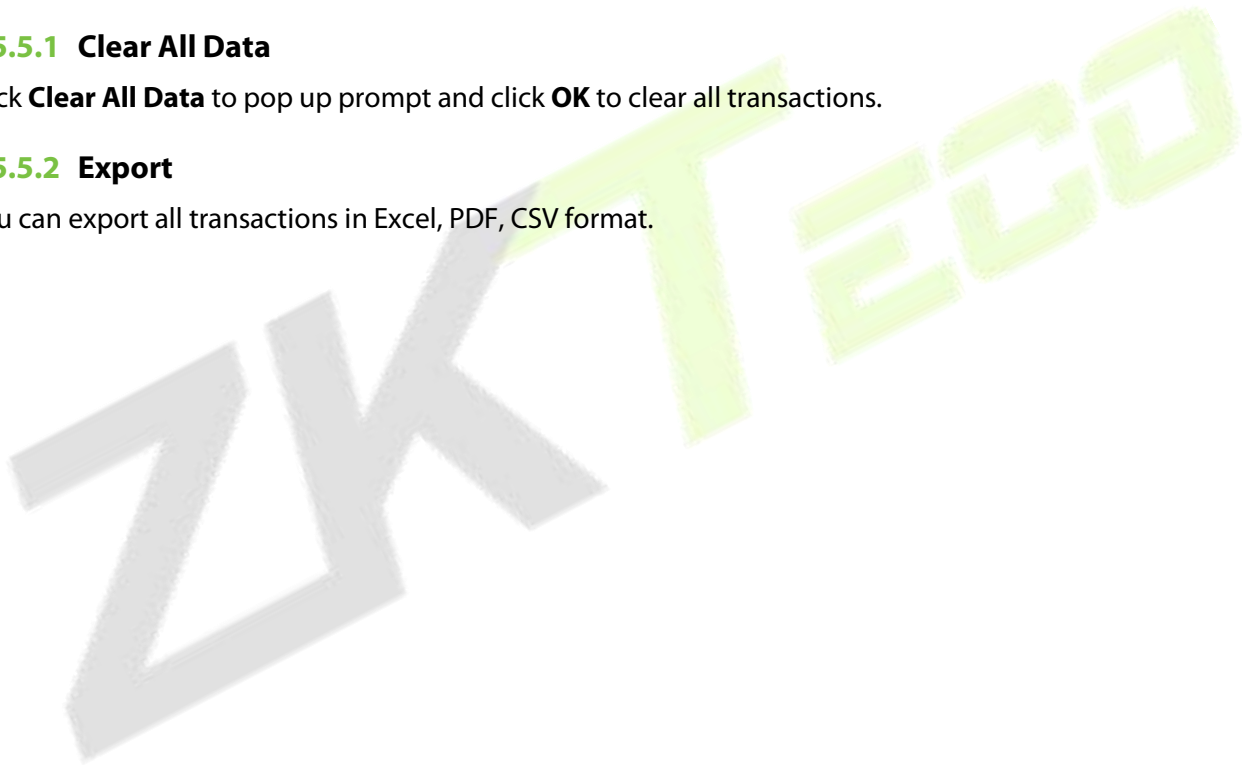 5.5.1 Clear All Data
ck Clear All Data to pop up prompt and click OK to clear all transactions.
5.5.2 Export
u can export all transactions in Excel, PDF, CSV format.
ZKTECO